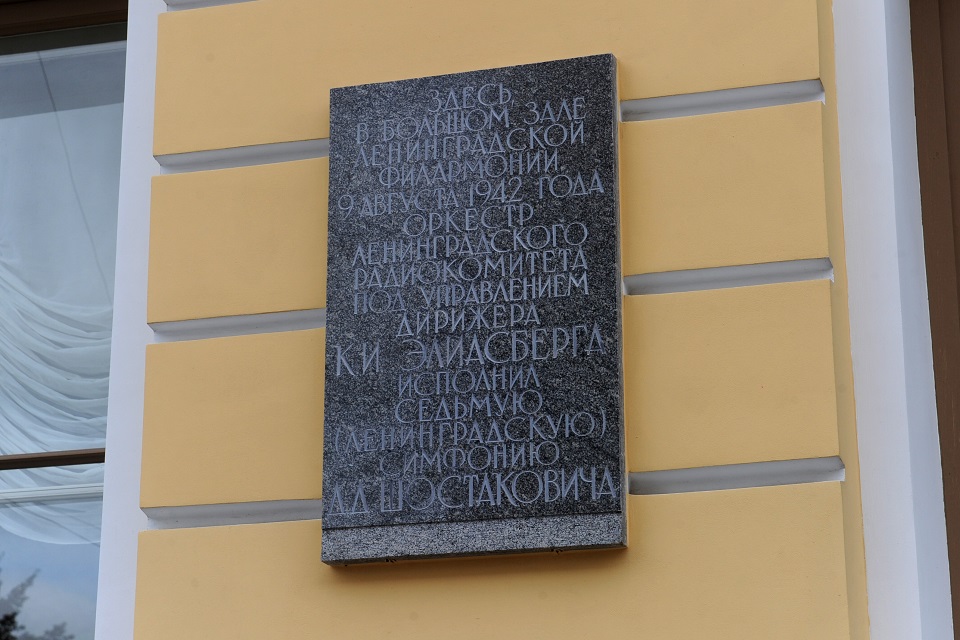 ЗДЕСЬ
В БОЛЬШОМ ЗАЛЕ
ЛЕНИНГРАДСКОЙ
ФИЛАРМОНИИ
9 АВГУСТА 1942 ГОДА
ОРКЕСТР
ЛЕНИНГРАДСКОГО
РАДИОКОМИТЕТА
ПОД УПРАВЛЕНИЕМ
ДИРИЖЕРА
К И ЭЛИАСБЕРГА
ИСПОЛНИЛ
СЕДЬМУЮ
(ЛЕНИНГРАДСКУЮ)
СИМФОНИЮ
Д Д ШОСТАКОВИЧА